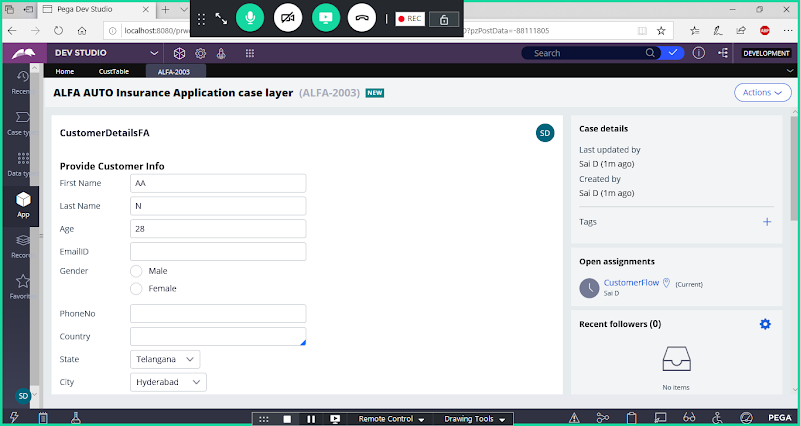 Pega Dev Studio
REC
localhost:8080/prw
0?pzPostData=-88111805
ABP
DEV STUDIO
Search
DEVELOPMENT
Home
CustTable
ALFA-2003
ALFA AUTO Insurance Application case layer (ALFA-2003) NEW
Actions
Recen
Case ty
Data typ
App
Record
Favorit
SD
CustomerDetailsFA
SD
Provide Customer Info
First Name AA
Last Name N
Age 28
EmailID
Gender Male
Female
PhoneNo
Country
State Telangana
City Hyderabad
Case details
Last updated by
Sai D (1m ago)
Created by
Sai D (1m ago)
Tags
Open assignments
CustomerFlow (Current)
Sai D
Recent followers (0)
No items
Remote Control
Drawing Tools
PEGA